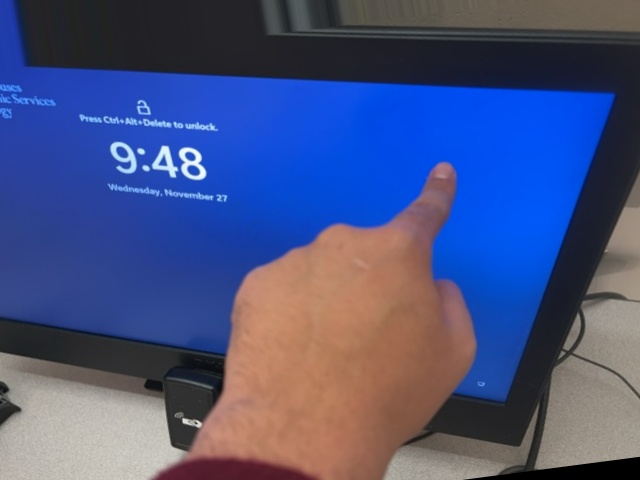 uses
ic Services
gy
Press Ctrl+Alt+Delete to unlock.
9:48
Wednesday, November 27